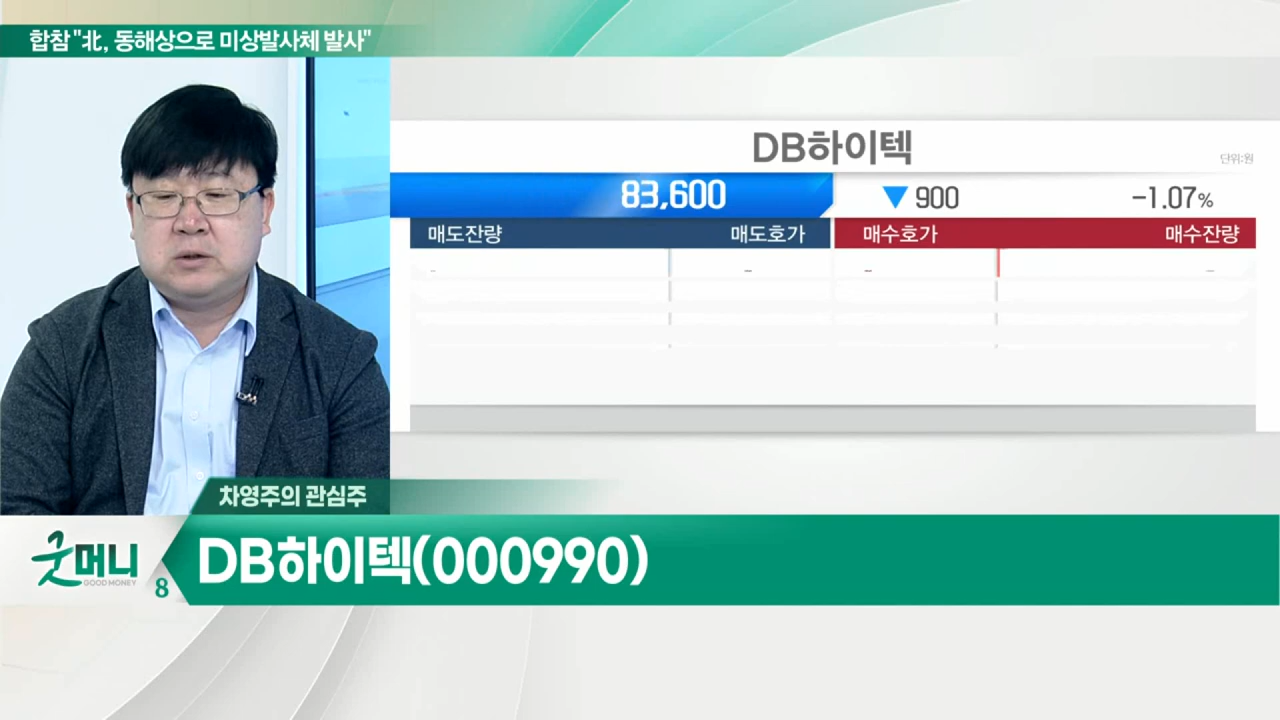 합참 "北, 동해상으로 미상발사체 발사"
DB하이텍
단위:원
83,600 ▼ 900 -1.07%
매도잔량 매도호가 매수호가 매수잔량
- - - -
차영주의 관심주
굿머니
GOOD MONEY
8
DB하이텍(000990)